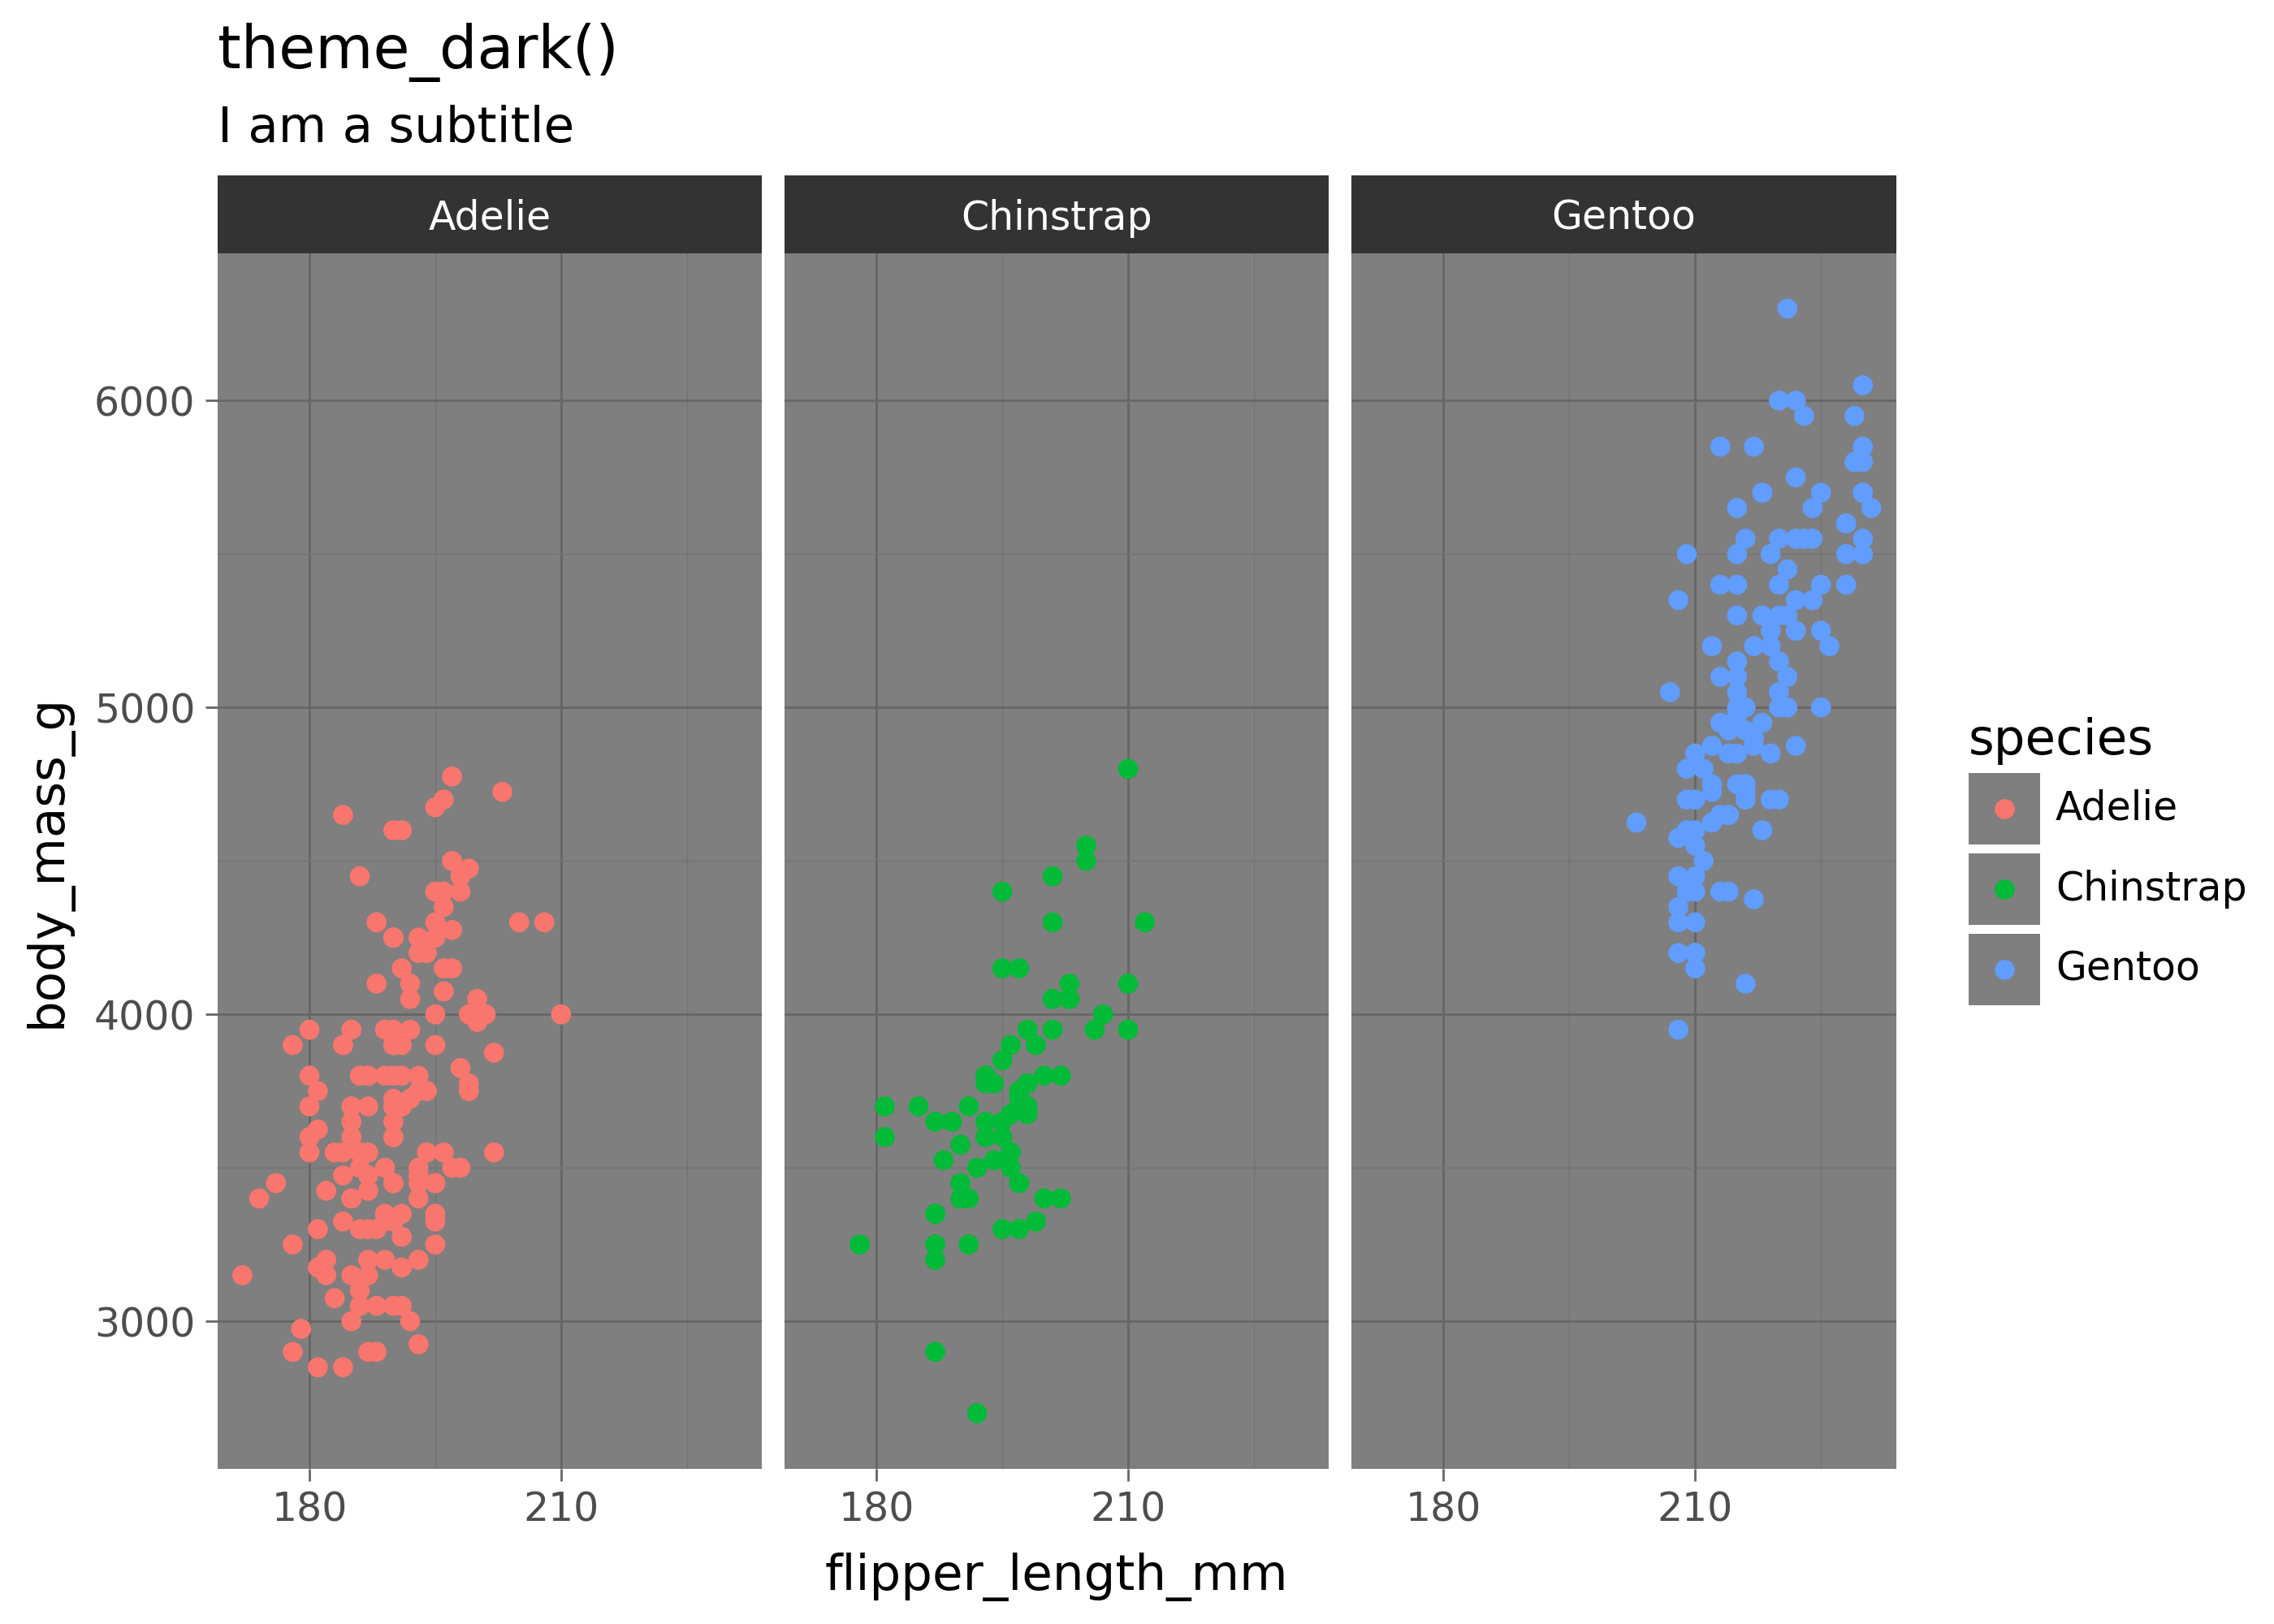 theme_dark()
I am a subtitle
Adelie Chinstrap Gentoo
6000
5000
4000
3000
body_mass_g
180 210 180 210 180 210
flipper_length_mm
species
Adelie
Chinstrap
Gentoo